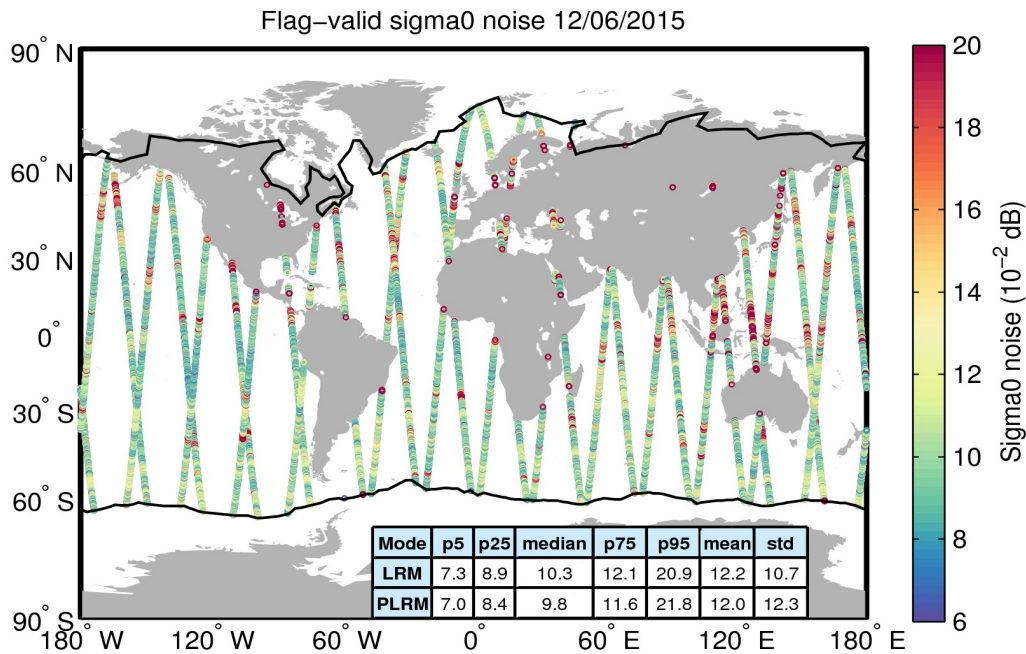 Flag−valid sigma0 noise 12/06/2015
90° N
60° N
30° N
0°
30° S
60° S
90° S
180° W 120° W 60° W 0° 60° E 120° E 180° E
Mode p5 p25 median p75 p95 mean std
LRM 7.3 8.9 10.3 12.1 20.9 12.2 10.7
PLRM 7.0 8.4 9.8 11.6 21.8 12.0 12.3
20
18
16
14
12
10
8
6
Sigma0 noise (10−2 dB)